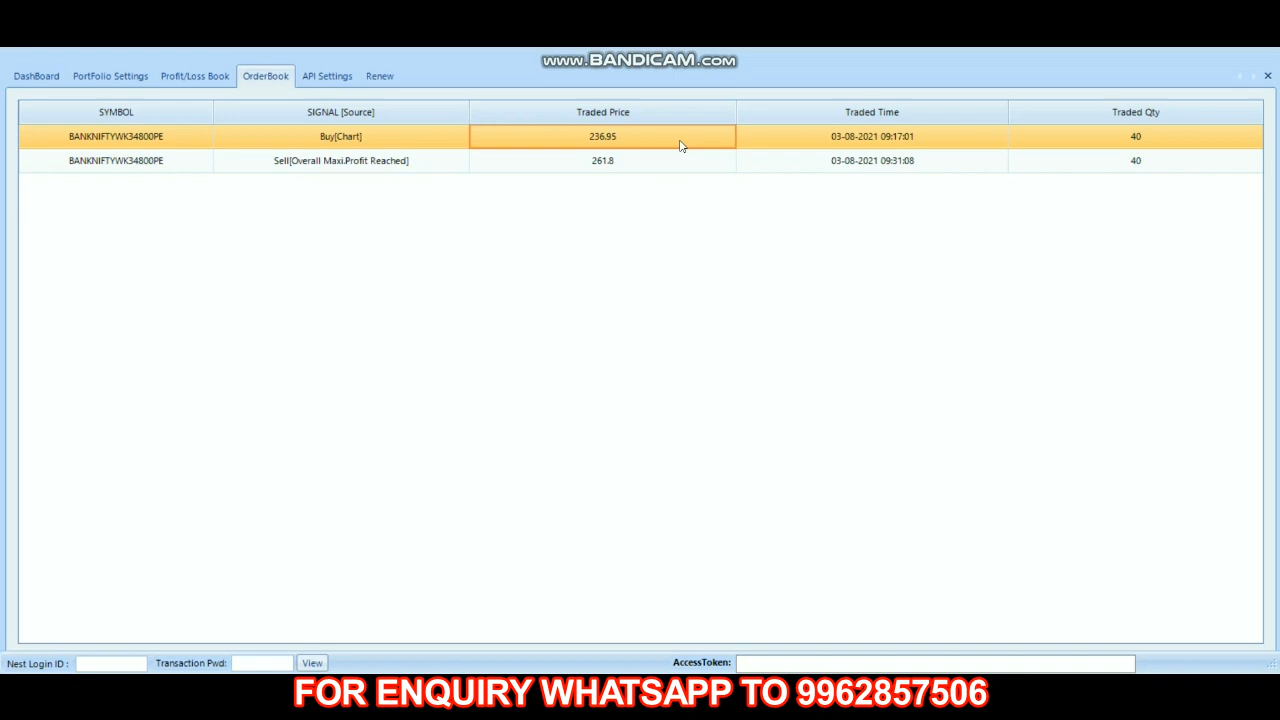 www.BANDICAM.com
DashBoard PortFolio Settings Profit/Loss Book OrderBook API Settings Renew
SYMBOL SIGNAL [Source] Traded Price Traded Time Traded Qty
BANKNIFTYWK34800PE Buy[Chart] 236.95 03-08-2021 09:17:01 40
BANKNIFTYWK34800PE Sell[Overall Maxi.Profit Reached] 261.8 03-08-2021 09:31:08 40
Nest Login ID : Transaction Pwd: View AccessToken:
FOR ENQUIRY WHATSAPP TO 9962857506